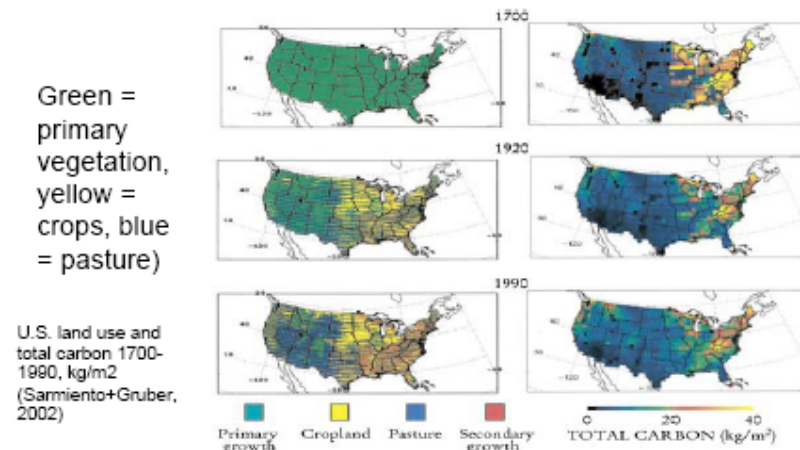 Green =
primary
vegetation,
yellow =
crops, blue
= pasture)
U.S. land use and
total carbon 1700-
1990, kg/m2
(Sarmiento+Gruber,
2002)
1700
1920
1990
Primary
growth
Cropland
Pasture
Secondary
growth
0 20 40
TOTAL CARBON (kg/m²)